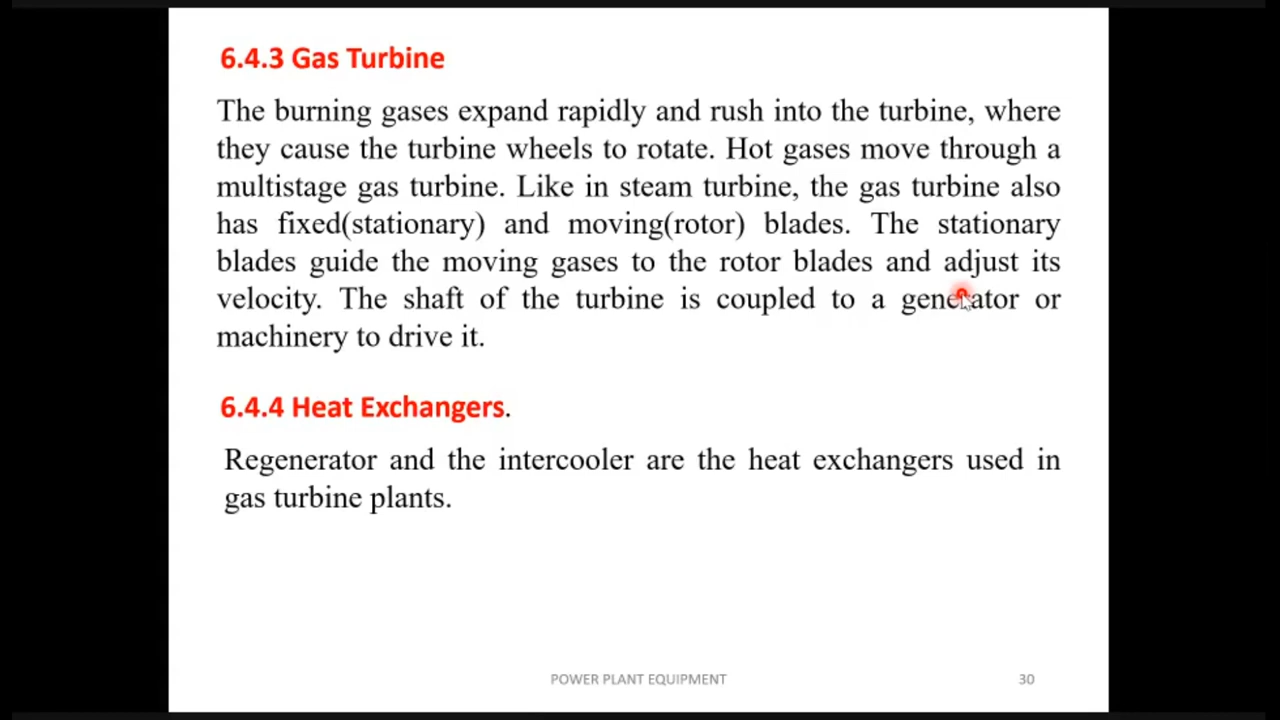 6.4.3 Gas Turbine
The burning gases expand rapidly and rush into the turbine, where
they cause the turbine wheels to rotate. Hot gases move through a
multistage gas turbine. Like in steam turbine, the gas turbine also
has fixed(stationary) and moving(rotor) blades. The stationary
blades guide the moving gases to the rotor blades and adjust its
velocity. The shaft of the turbine is coupled to a generator or
machinery to drive it.
6.4.4 Heat Exchangers.
Regenerator and the intercooler are the heat exchangers used in
gas turbine plants.
POWER PLANT EQUIPMENT
30